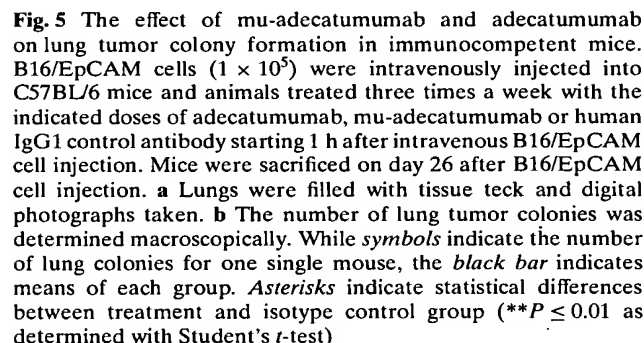 Fig. 5 The effect of mu-adecatumumab and adecatumumab
on lung tumor colony formation in immunocompetent mice.
B16/EpCAM cells (1 × 10⁵) were intravenously injected into
C57BL/6 mice and animals treated three times a week with the
indicated doses of adecatumumab, mu-adecatumumab or human
IgG1 control antibody starting 1 h after intravenous B16/EpCAM
cell injection. Mice were sacrificed on day 26 after B16/EpCAM
cell injection. a Lungs were filled with tissue teck and digital
photographs taken. b The number of lung tumor colonies was
determined macroscopically. While symbols indicate the number
of lung colonies for one single mouse, the black bar indicates
means of each group. Asterisks indicate statistical differences
between treatment and isotype control group (**P ≤ 0.01 as
determined with Student's t-test)